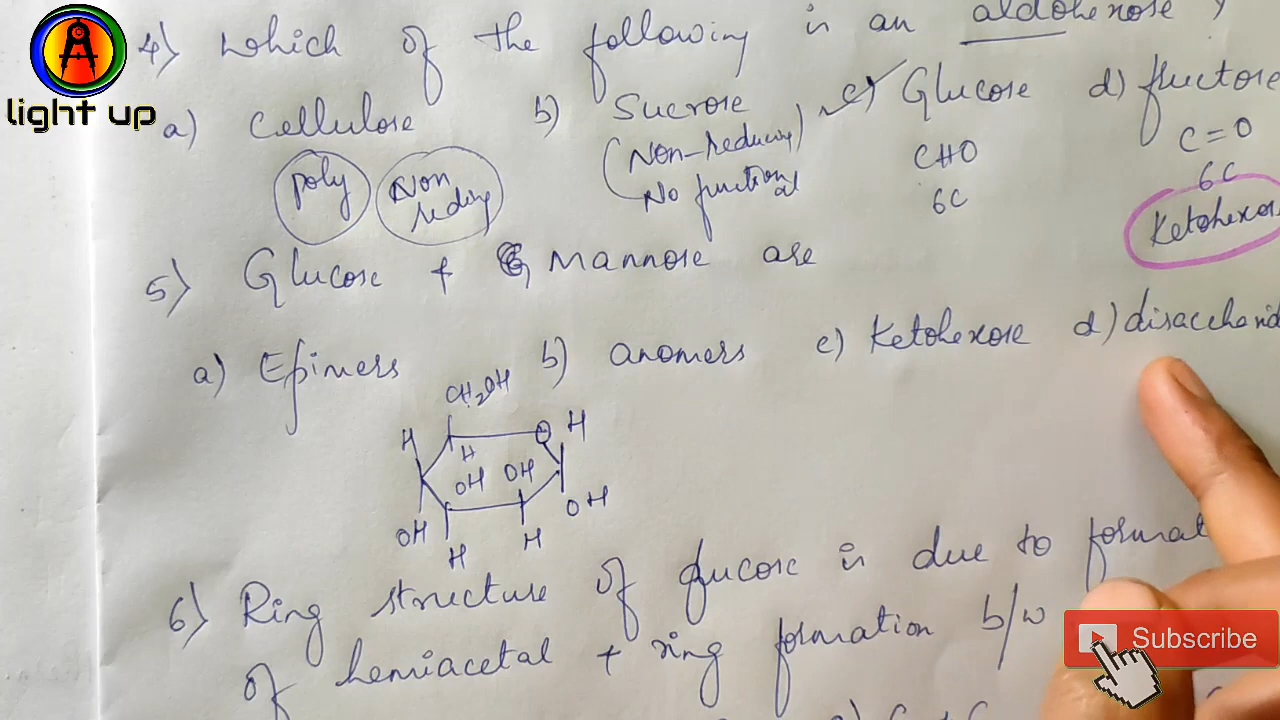 4) Which of the following is an aldohexose ?
light up
a) Cellulose b) Sucrose c) Glucose d) fructose
poly Non reducing (Non-reducing) No functional CHO 6C C=O 6C
Ketohexos
5) Glucose + Mannose are
a) Epimers b) anomers c) Ketohexose d) disaccharid
CH2OH
H O H
H
OH OH
OH OH
H H
6) Ring structure of glucose is due to format
of hemiacetal + ring formation b/w
Subscribe